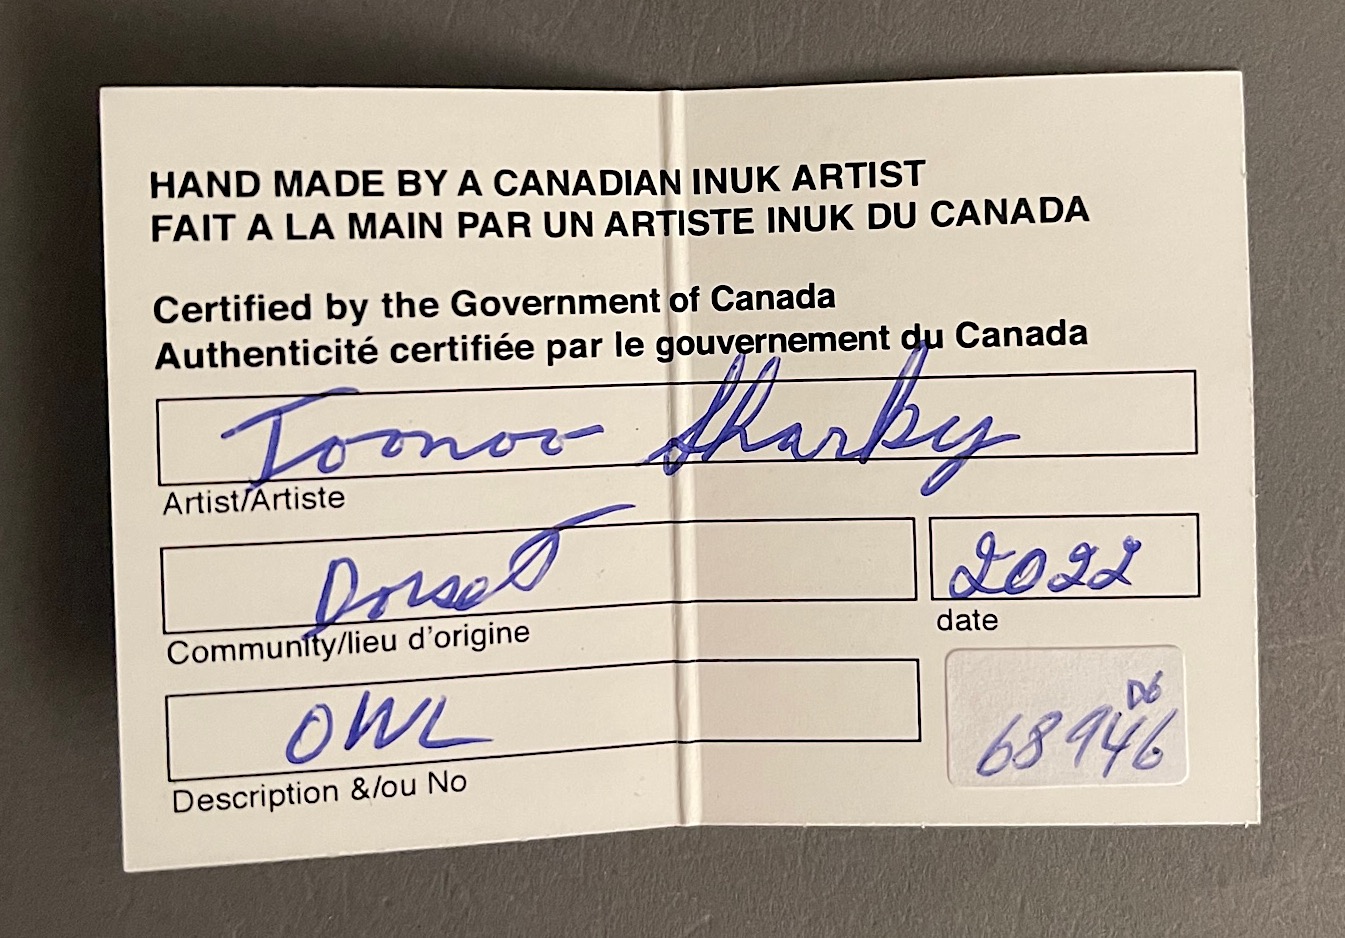 HAND MADE BY A CANADIAN INUK ARTIST
FAIT A LA MAIN PAR UN ARTISTE INUK DU CANADA
Certified by the Government of Canada
Authenticité certifiée par le gouvernement du Canada
Toonoo Sharky
Artist/Artiste
Dorset 2022
Community/lieu d'origine date
OWL
Description &/ou No
D6
68946